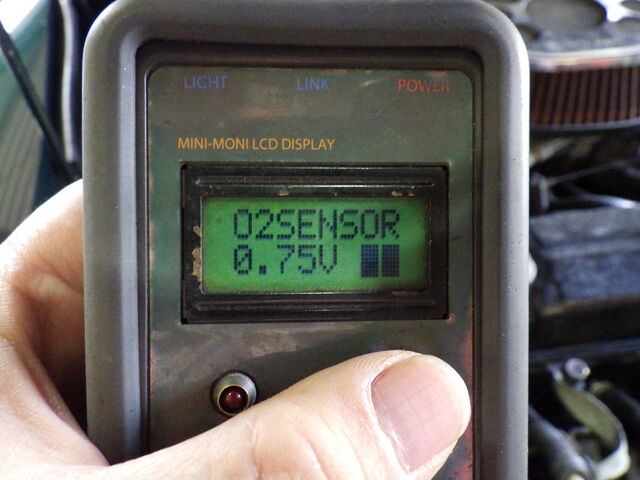 LIGHT LINK POWER
MINI-MONI LCD DISPLAY
O2SENSOR
0.75V